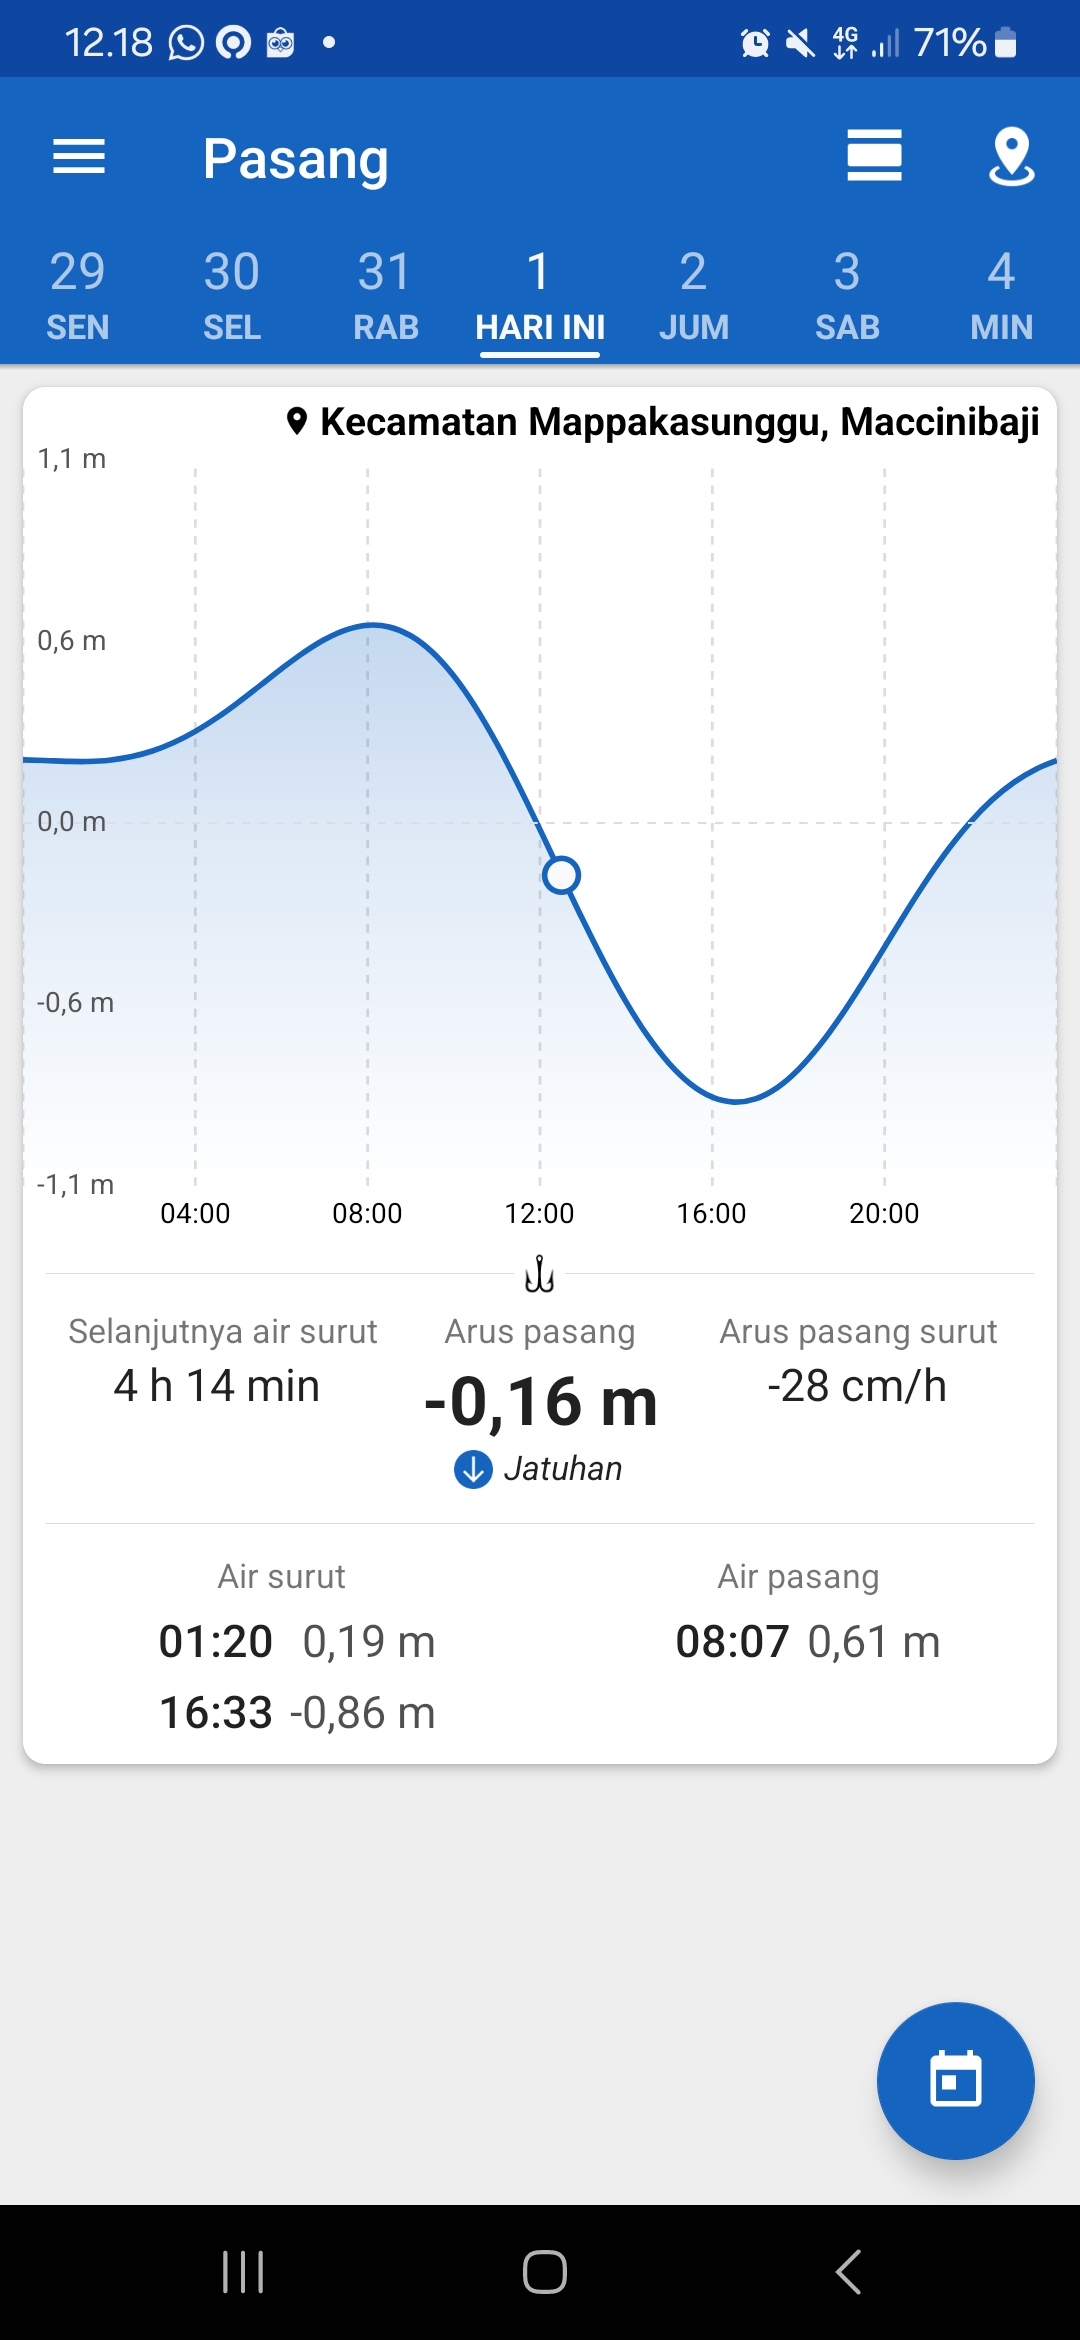 12.18 4G 71%
Pasang
29 30 31 1 2 3 4
SEN SEL RAB HARI INI JUM SAB MIN
Kecamatan Mappakasunggu, Maccinibaji
1,1 m
0,6 m
0,0 m
-0,6 m
-1,1 m
04:00 08:00 12:00 16:00 20:00
Selanjutnya air surut Arus pasang Arus pasang surut
4 h 14 min -0,16 m -28 cm/h
Jatuhan
Air surut Air pasang
01:20 0,19 m 08:07 0,61 m
16:33 -0,86 m